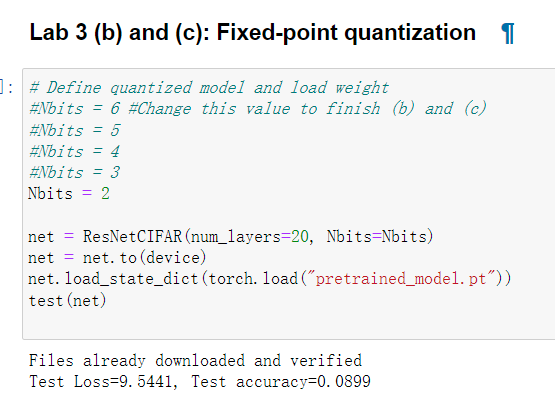 Lab 3 (b) and (c): Fixed-point quantization ¶
]: # Define quantized model and load weight
#Nbits = 6 #Change this value to finish (b) and (c)
#Nbits = 5
#Nbits = 4
#Nbits = 3
Nbits = 2
net = ResNetCIFAR(num_layers=20, Nbits=Nbits)
net = net.to(device)
net.load_state_dict(torch.load("pretrained_model.pt"))
test(net)
Files already downloaded and verified
Test Loss=9.5441, Test accuracy=0.0899